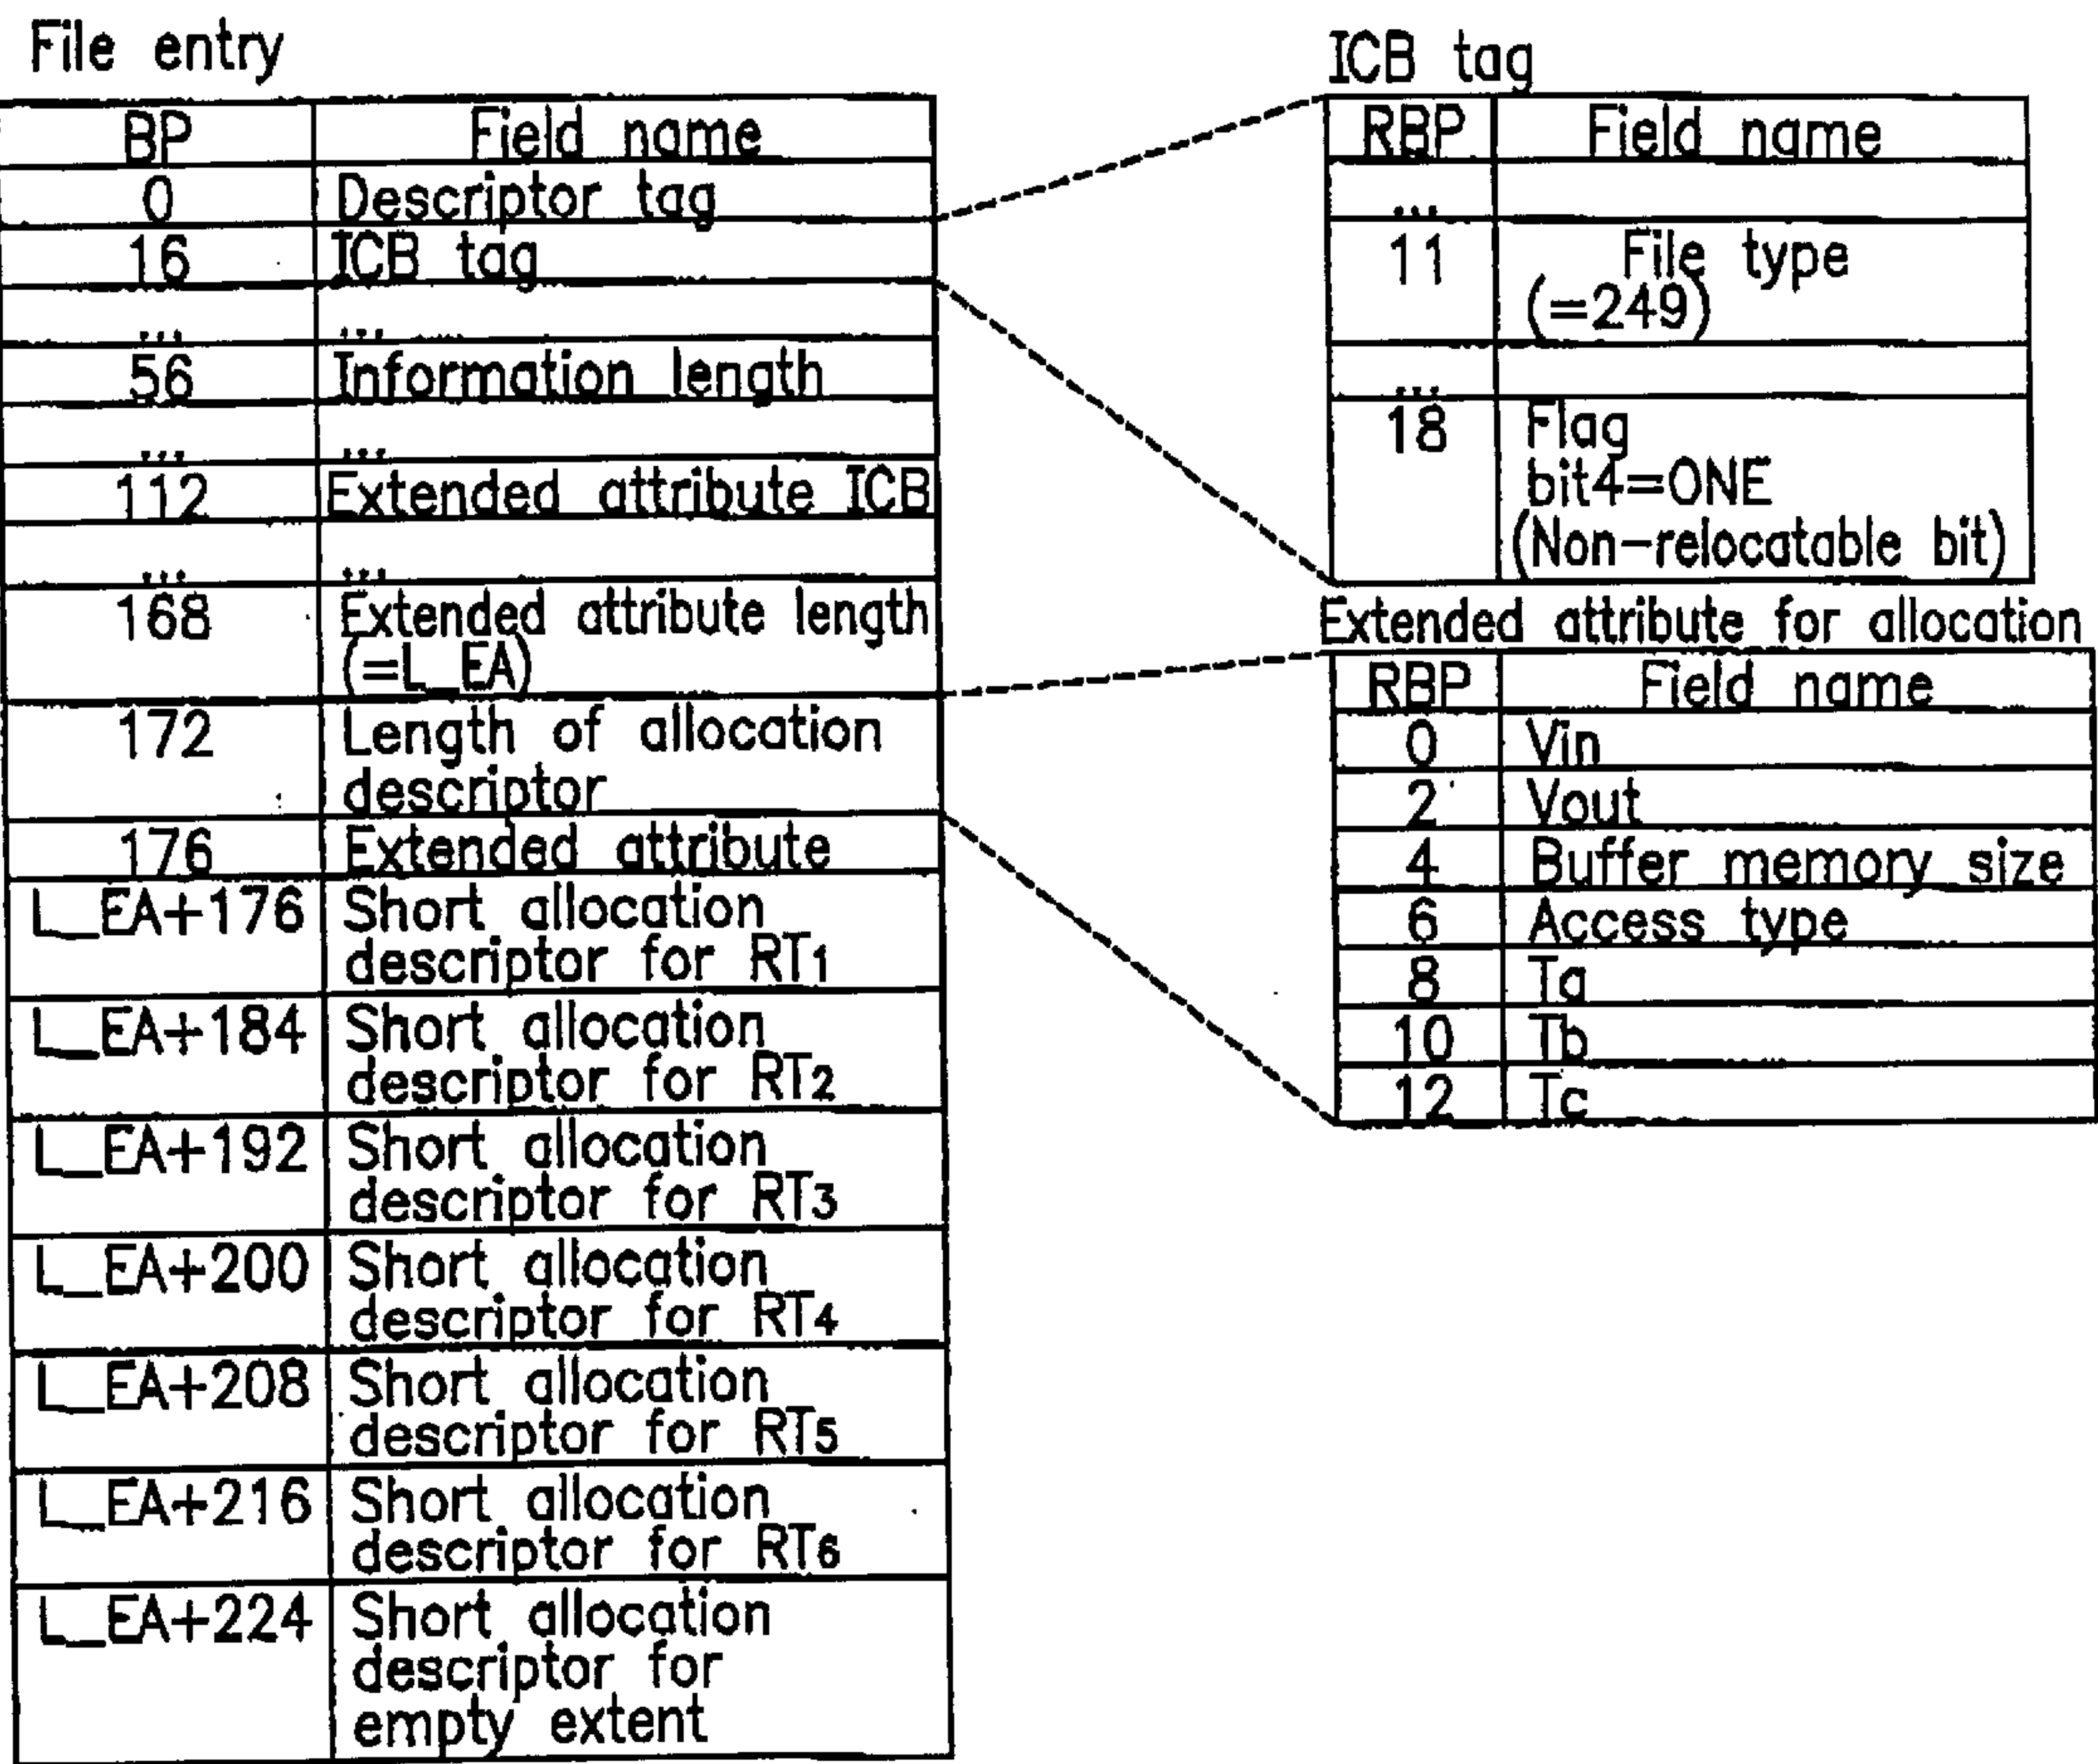 File entry
BP Field name
0 Descriptor tag
16 ICB tag
... ...
56 Information length
... ...
112 Extended attribute ICB
... ...
168 Extended attribute length
(=L_EA)
172 Length of allocation
descriptor
176 Extended attribute
L_EA+176 Short allocation
descriptor for RT1
L_EA+184 Short allocation
descriptor for RT2
L_EA+192 Short allocation
descriptor for RT3
L_EA+200 Short allocation
descriptor for RT4
L_EA+208 Short allocation
descriptor for RT5
L_EA+216 Short allocation
descriptor for RT6
L_EA+224 Short allocation
descriptor for
empty extent
ICB tag
RBP Field name
...
11 File type
(=249)
...
18 Flag
bit4=ONE
(Non-relocatable bit)
Extended attribute for allocation
RBP Field name
0 Vin
2 Vout
4 Buffer memory size
6 Access type
8 Ta
10 Tb
12 Tc